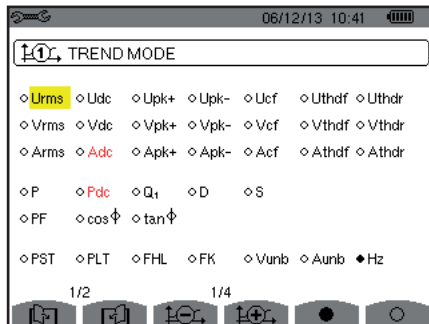 06/12/13 10:41
1 TREND MODE
Urms Udc Upk+ Upk- Ucf Uthdf Uthdr
Vrms Vdc Vpk+ Vpk- Vcf Vthdf Vthdr
Arms Adc Apk+ Apk- Acf Athdf Athdr
P Pdc Q₁ D S
PF cosΦ tanΦ
PST PLT FHL FK Vunb Aunb Hz
1/2 1/4